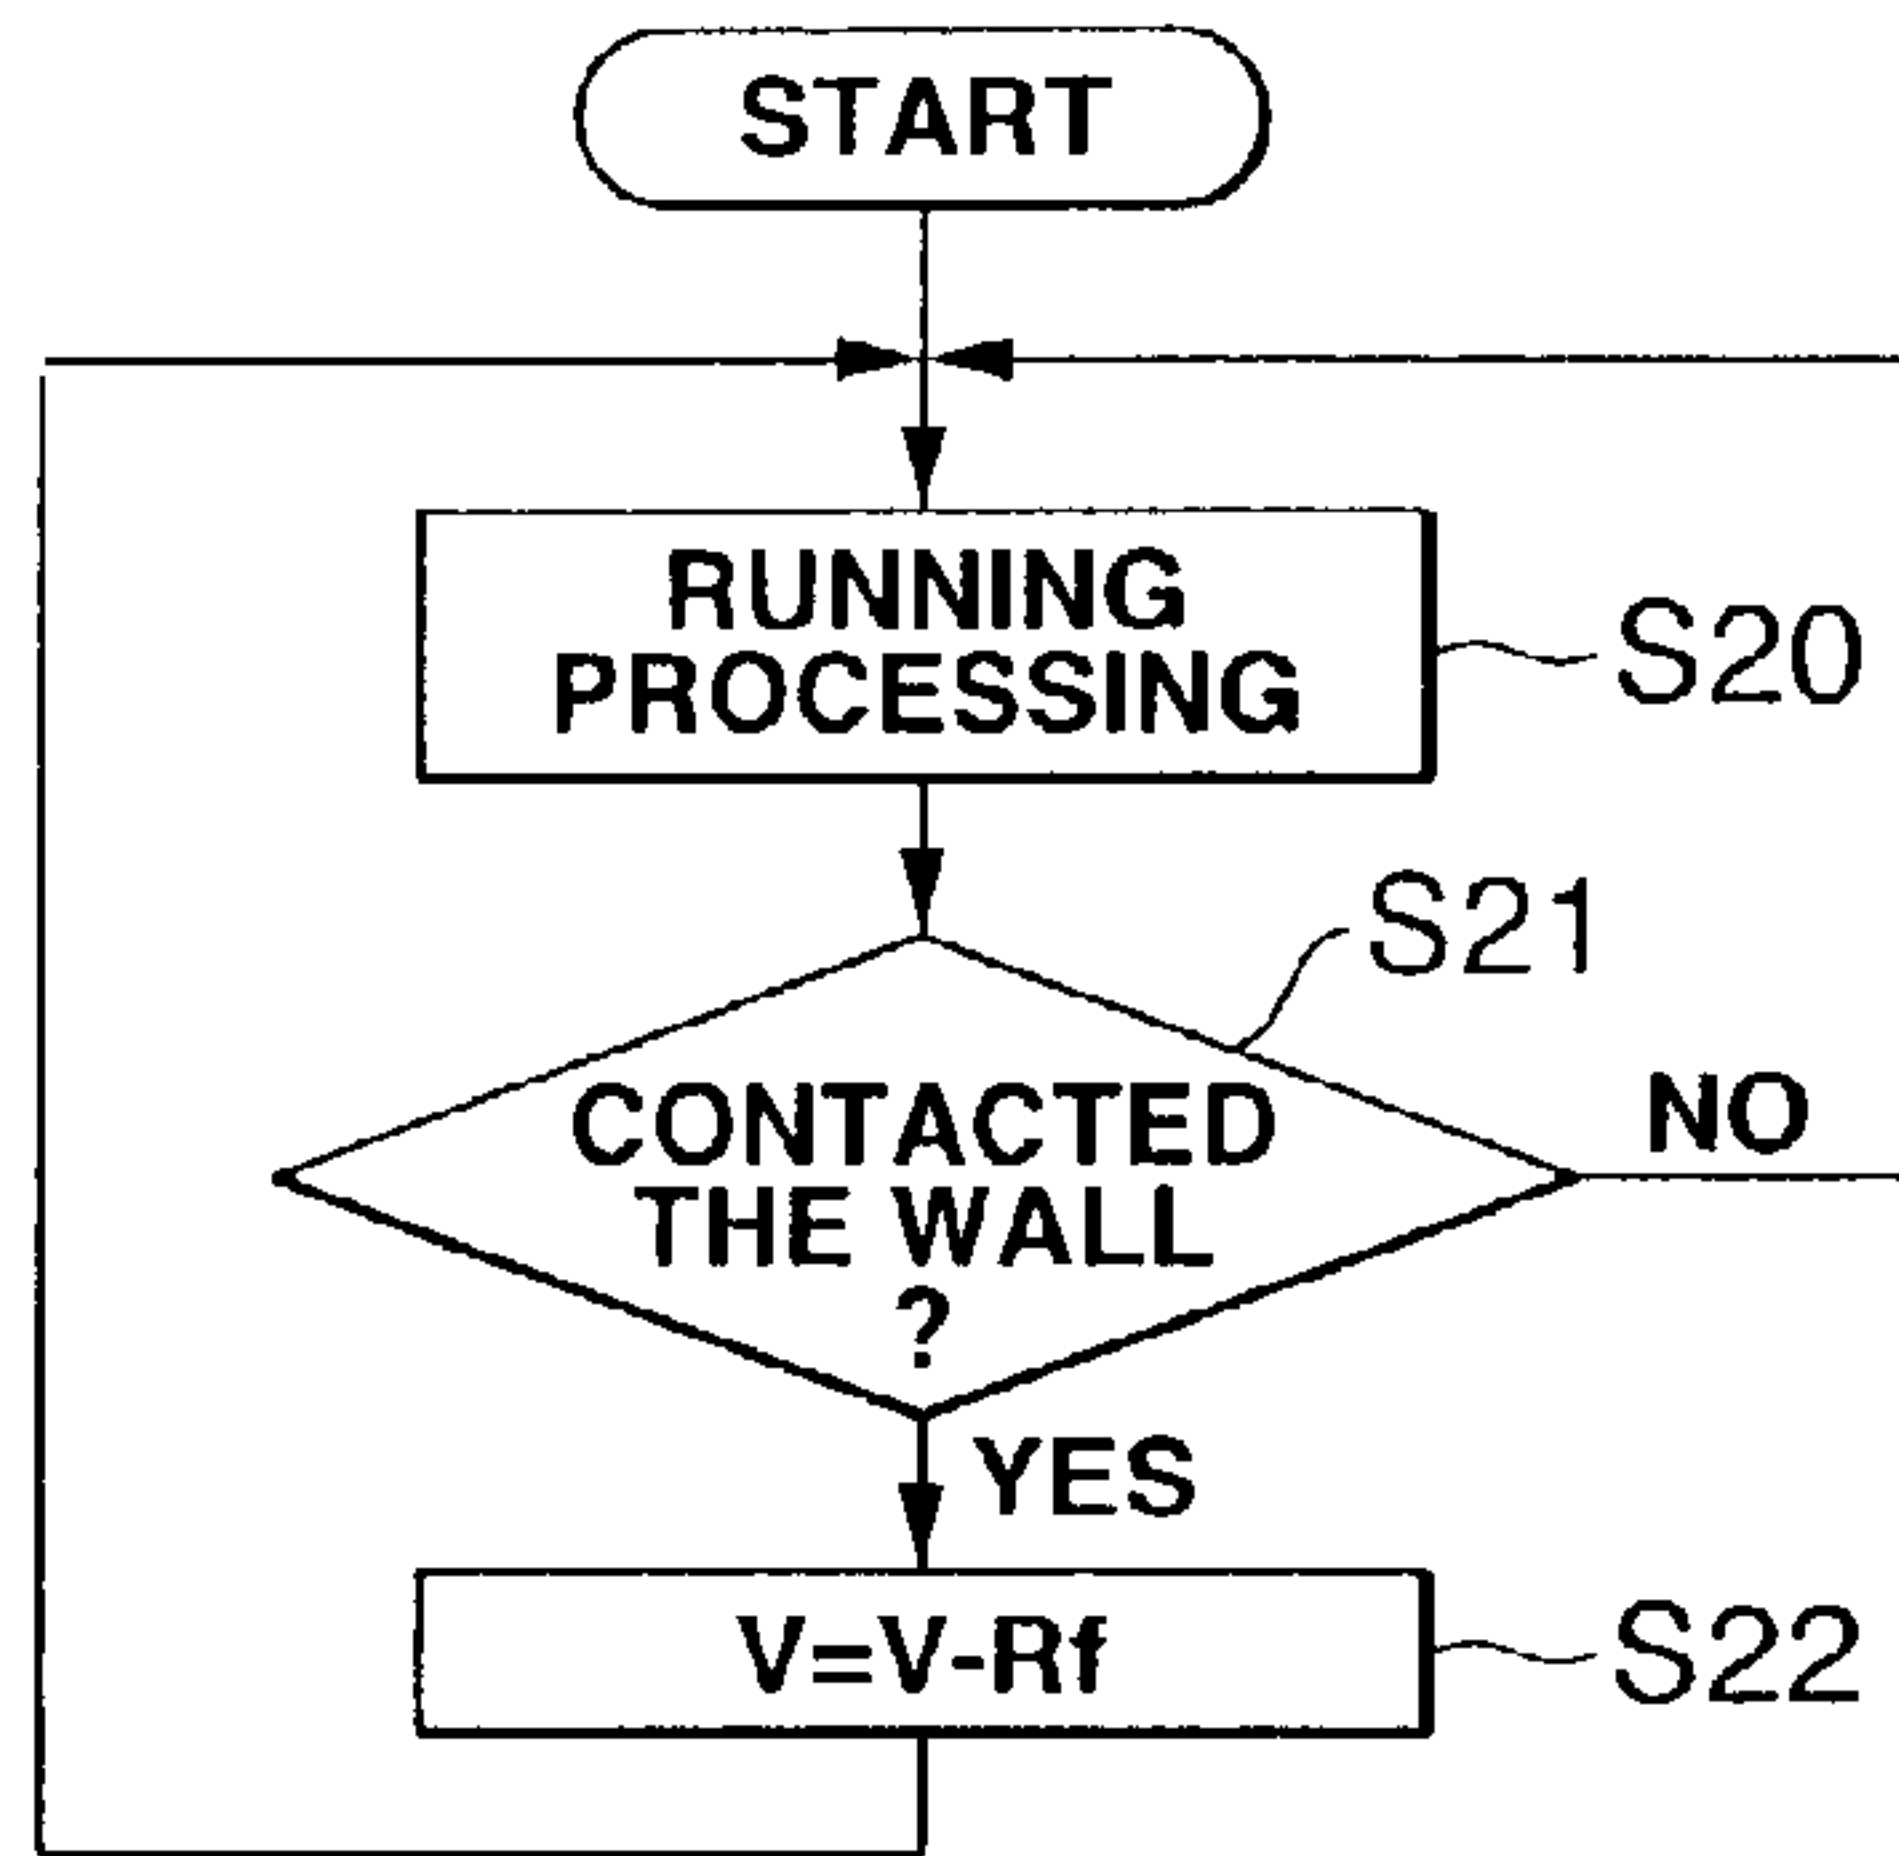 START
RUNNING
PROCESSING
S20
S21
CONTACTED
THE WALL
?
NO
YES
V=V-Rf
S22